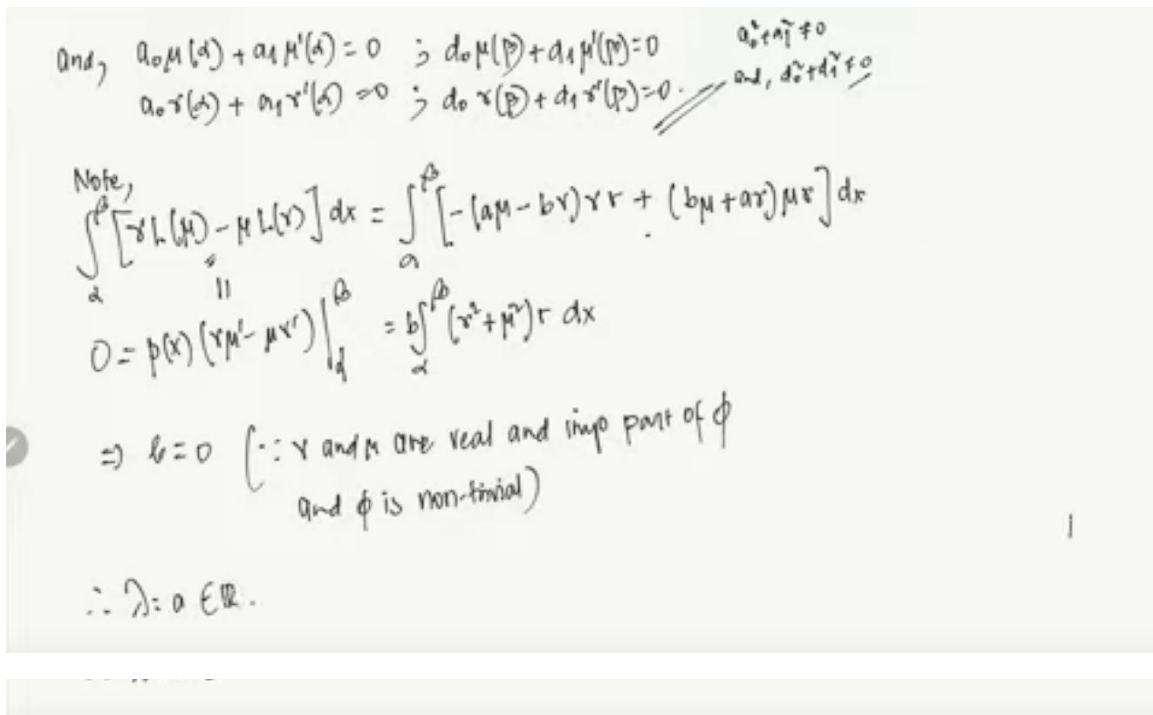 and, a₀μ(α) + a₁μ'(α) = 0 ; d₀μ(β) + d₁μ'(β) = 0 a₀² + a₁² ≠ 0
a₀γ(α) + a₁γ'(α) = 0 ; d₀γ(β) + d₁γ'(β) = 0. and, d₀² + d₁² ≠ 0
Note,
∫_α^β [γL(μ) - μL(γ)] dx = ∫_a^β [-(aμ - bγ)γr + (bμ + aγ)μr] dx
||
0 = p(x) (γμ' - μγ') |_α^β = b∫_α^β (γ² + μ²) r dx
⇒ b = 0 (∵ γ and μ are real and imp part of ϕ
and ϕ is non-trivial)
∴ λ = a ∈ ℝ.